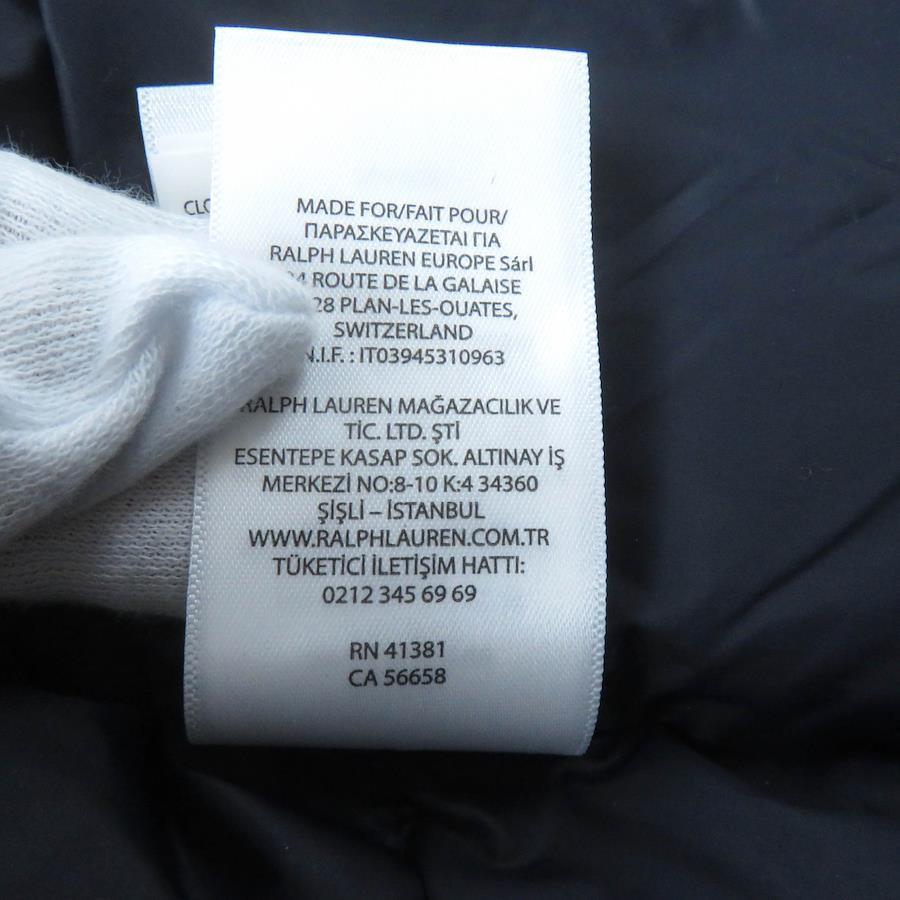 MADE FOR/FAIT POUR/
ΠΑΡΑΣΚΕΥΑΖΕΤΑΙ ΓΙΑ
RALPH LAUREN EUROPE Sárl
ROUTE DE LA GALAISE
PLAN-LES-OUATES,
SWITZERLAND
N.I.F. : IT03945310963
RALPH LAUREN MAĞAZACILIK VE
TİC. LTD. ŞTİ
ESENTEPE KASAP SOK. ALTINAY İŞ
MERKEZİ NO:8-10 K:4 34360
ŞİŞLİ – İSTANBUL
WWW.RALPHLAUREN.COM.TR
TÜKETİCİ İLETİŞİM HATTI:
0212 345 69 69
RN 41381
CA 56658